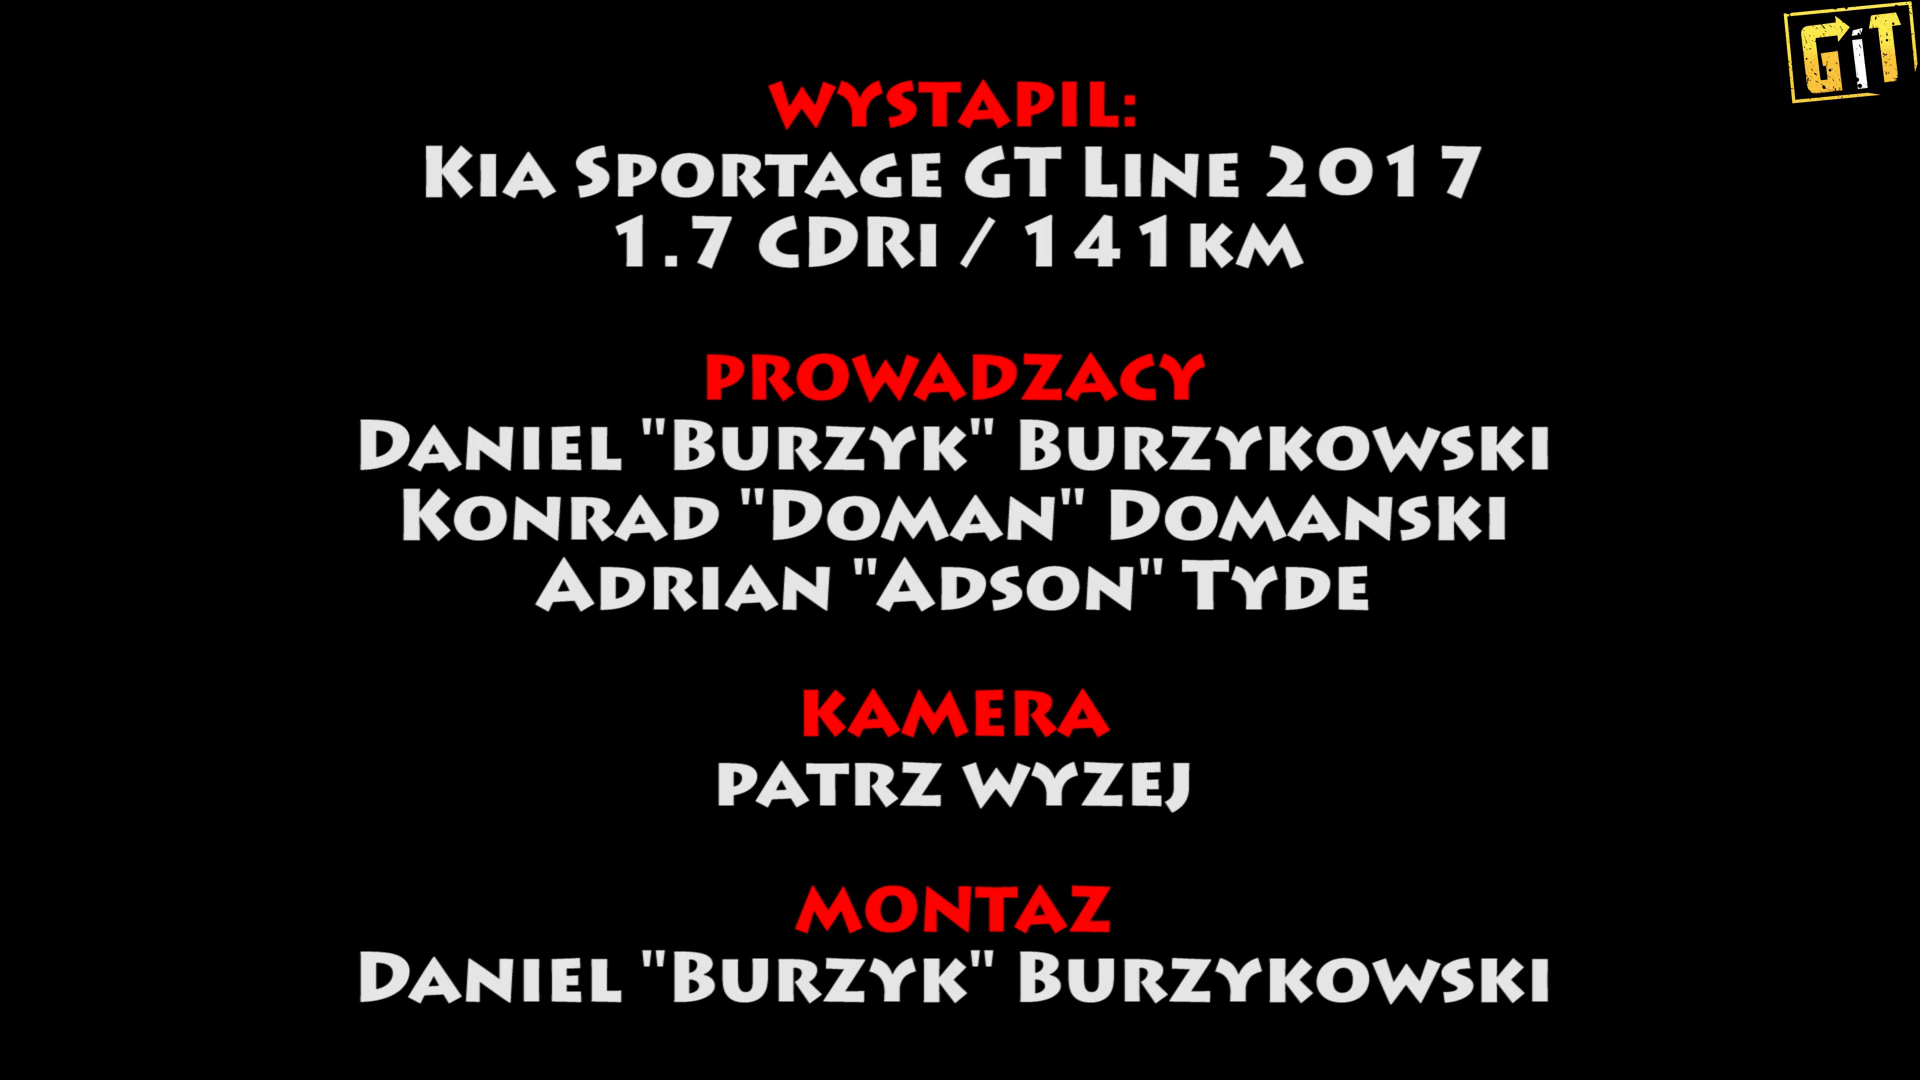 GiT
WYSTAPIL:
KIA SPORTAGE GT LINE 2017
1.7 CDRI / 141KM
PROWADZACY
DANIEL "BURZYK" BURZYKOWSKI
KONRAD "DOMAN" DOMANSKI
ADRIAN "ADSON" TYDE
KAMERA
PATRZ WYZEJ
MONTAZ
DANIEL "BURZYK" BURZYKOWSKI